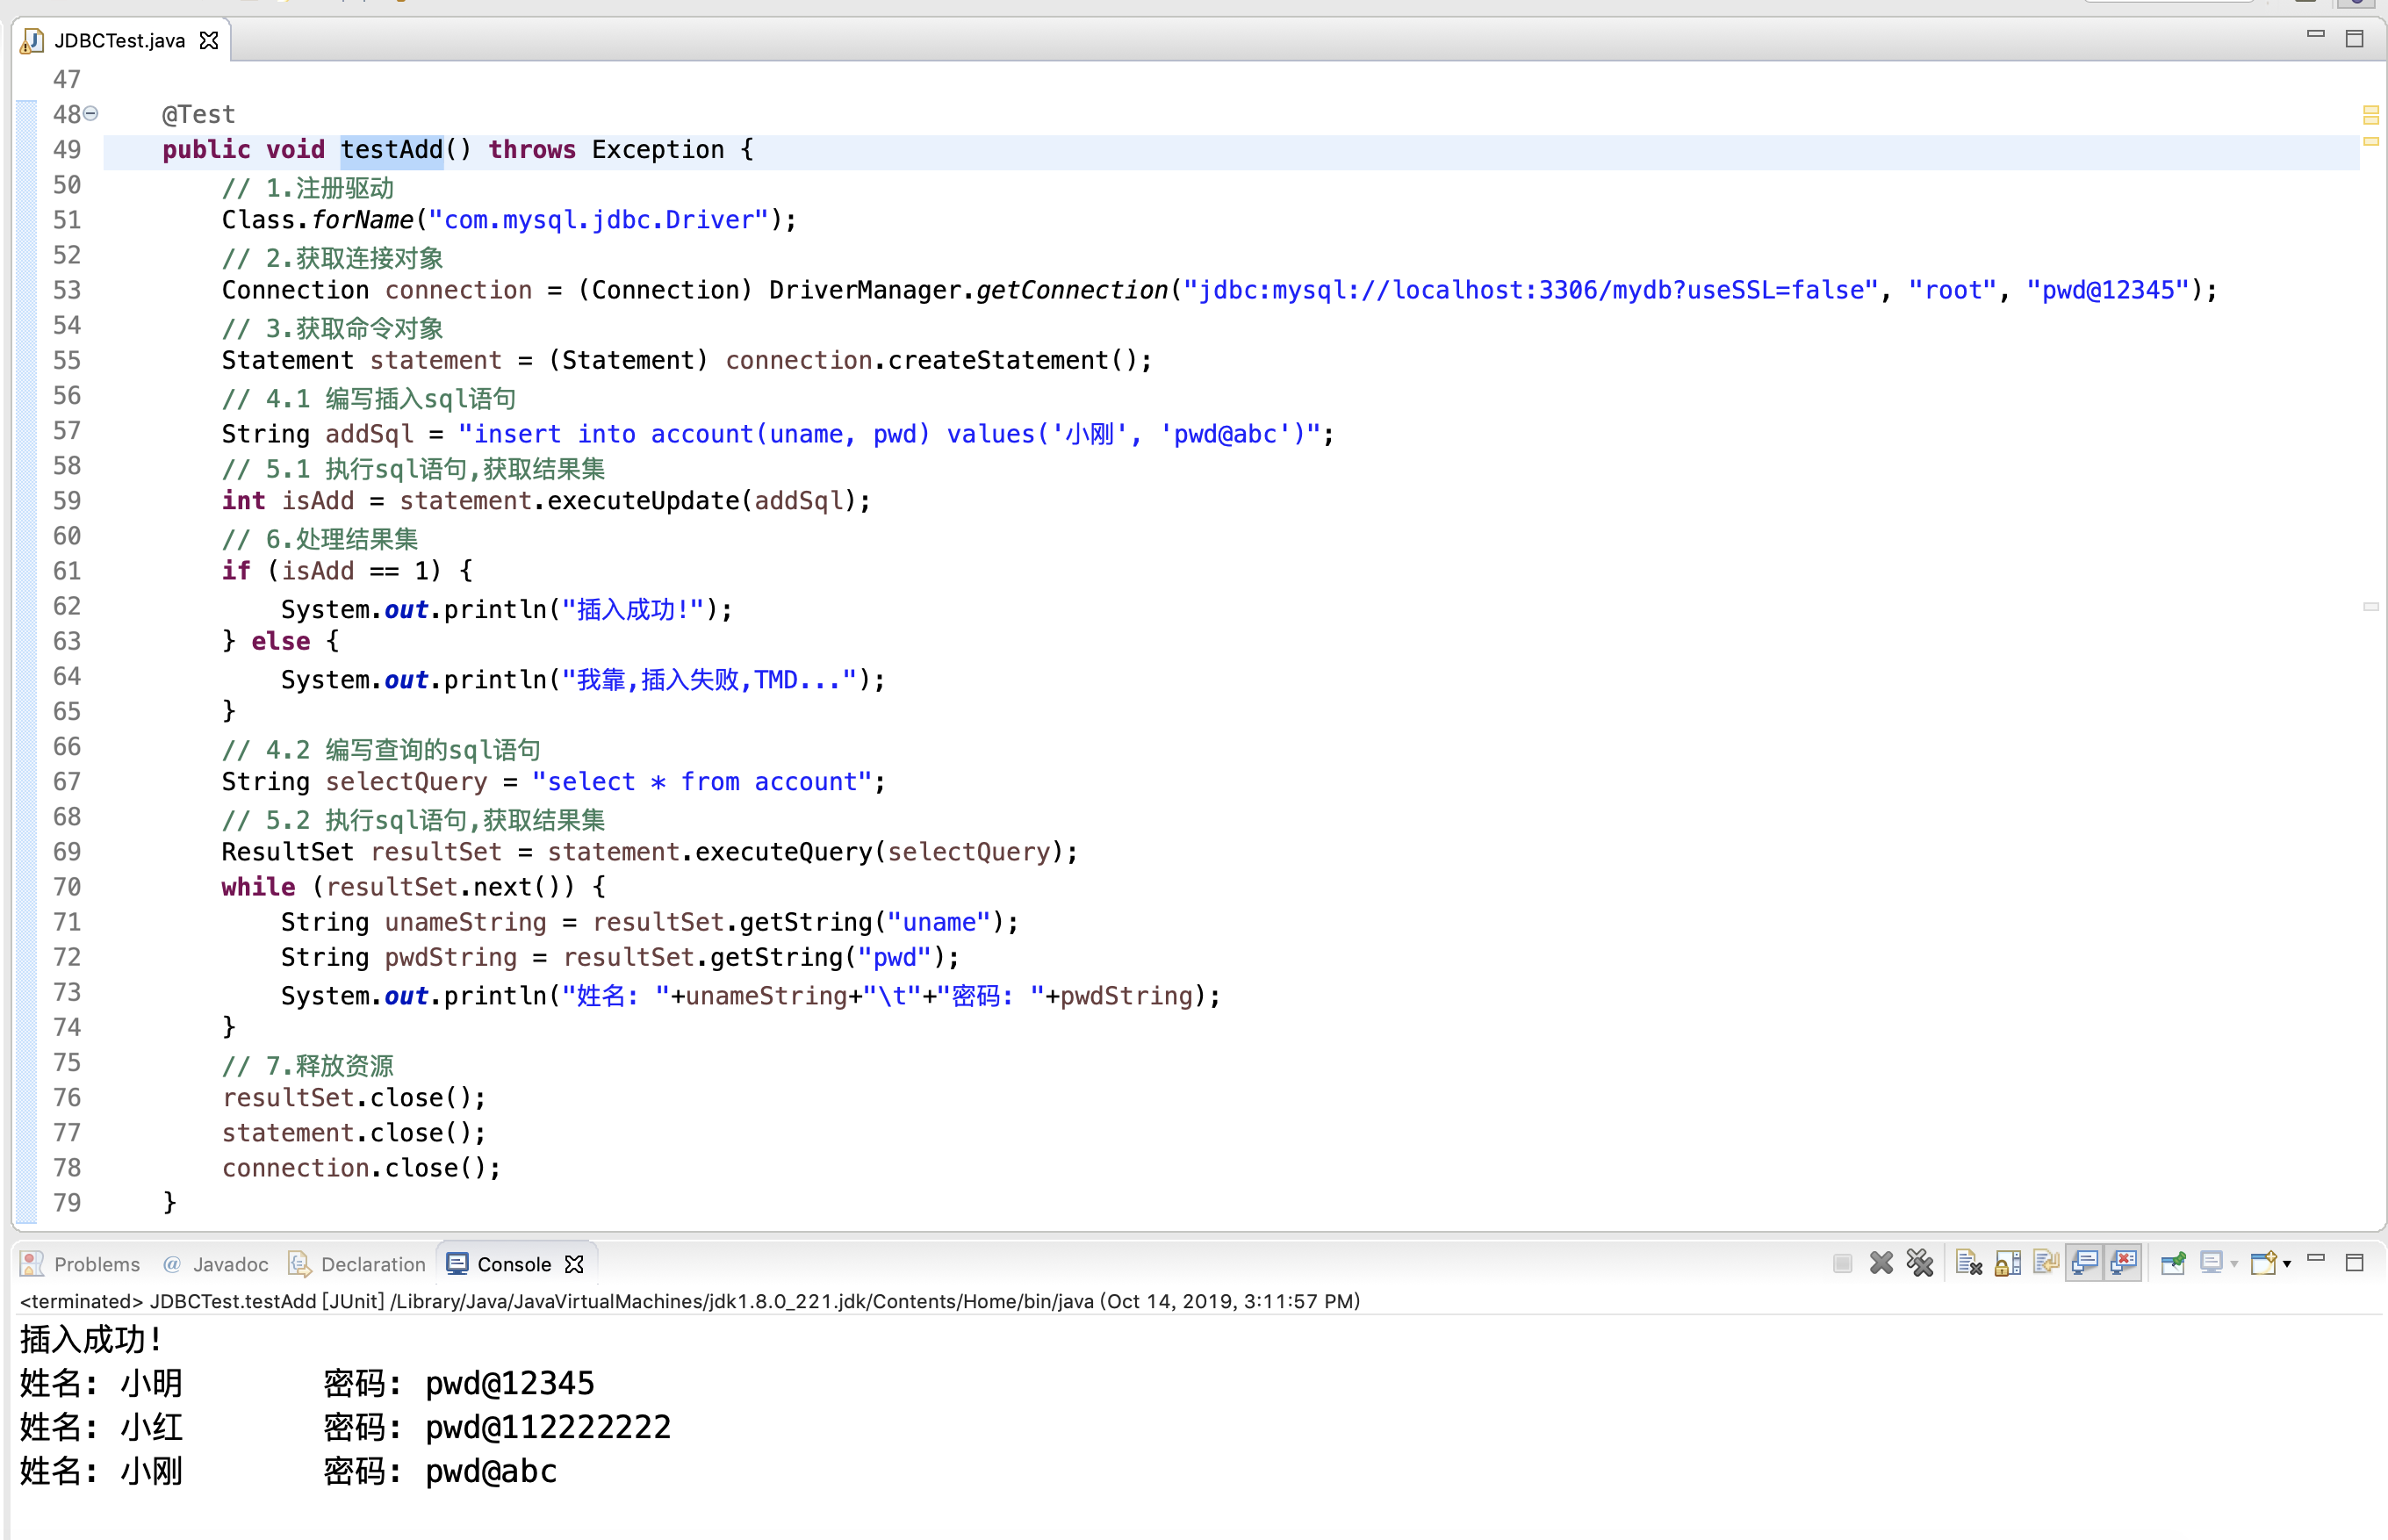 JDBCTest.java
47
48 @Test
49 public void testAdd() throws Exception {
50 // 1.注册驱动
51 Class.forName("com.mysql.jdbc.Driver");
52 // 2.获取连接对象
53 Connection connection = (Connection) DriverManager.getConnection("jdbc:mysql://localhost:3306/mydb?useSSL=false", "root", "pwd@12345");
54 // 3.获取命令对象
55 Statement statement = (Statement) connection.createStatement();
56 // 4.1 编写插入sql语句
57 String addSql = "insert into account(uname, pwd) values('小刚', 'pwd@abc')";
58 // 5.1 执行sql语句,获取结果集
59 int isAdd = statement.executeUpdate(addSql);
60 // 6.处理结果集
61 if (isAdd == 1) {
62 System.out.println("插入成功!");
63 } else {
64 System.out.println("我靠,插入失败,TMD...");
65 }
66 // 4.2 编写查询的sql语句
67 String selectQuery = "select * from account";
68 // 5.2 执行sql语句,获取结果集
69 ResultSet resultSet = statement.executeQuery(selectQuery);
70 while (resultSet.next()) {
71 String unameString = resultSet.getString("uname");
72 String pwdString = resultSet.getString("pwd");
73 System.out.println("姓名: "+unameString+"\t"+"密码: "+pwdString);
74 }
75 // 7.释放资源
76 resultSet.close();
77 statement.close();
78 connection.close();
79 }
Problems @ Javadoc Declaration Console
<terminated> JDBCTest.testAdd [JUnit] /Library/Java/JavaVirtualMachines/jdk1.8.0_221.jdk/Contents/Home/bin/java (Oct 14, 2019, 3:11:57 PM)
插入成功!
姓名: 小明 密码: pwd@12345
姓名: 小红 密码: pwd@112222222
姓名: 小刚 密码: pwd@abc